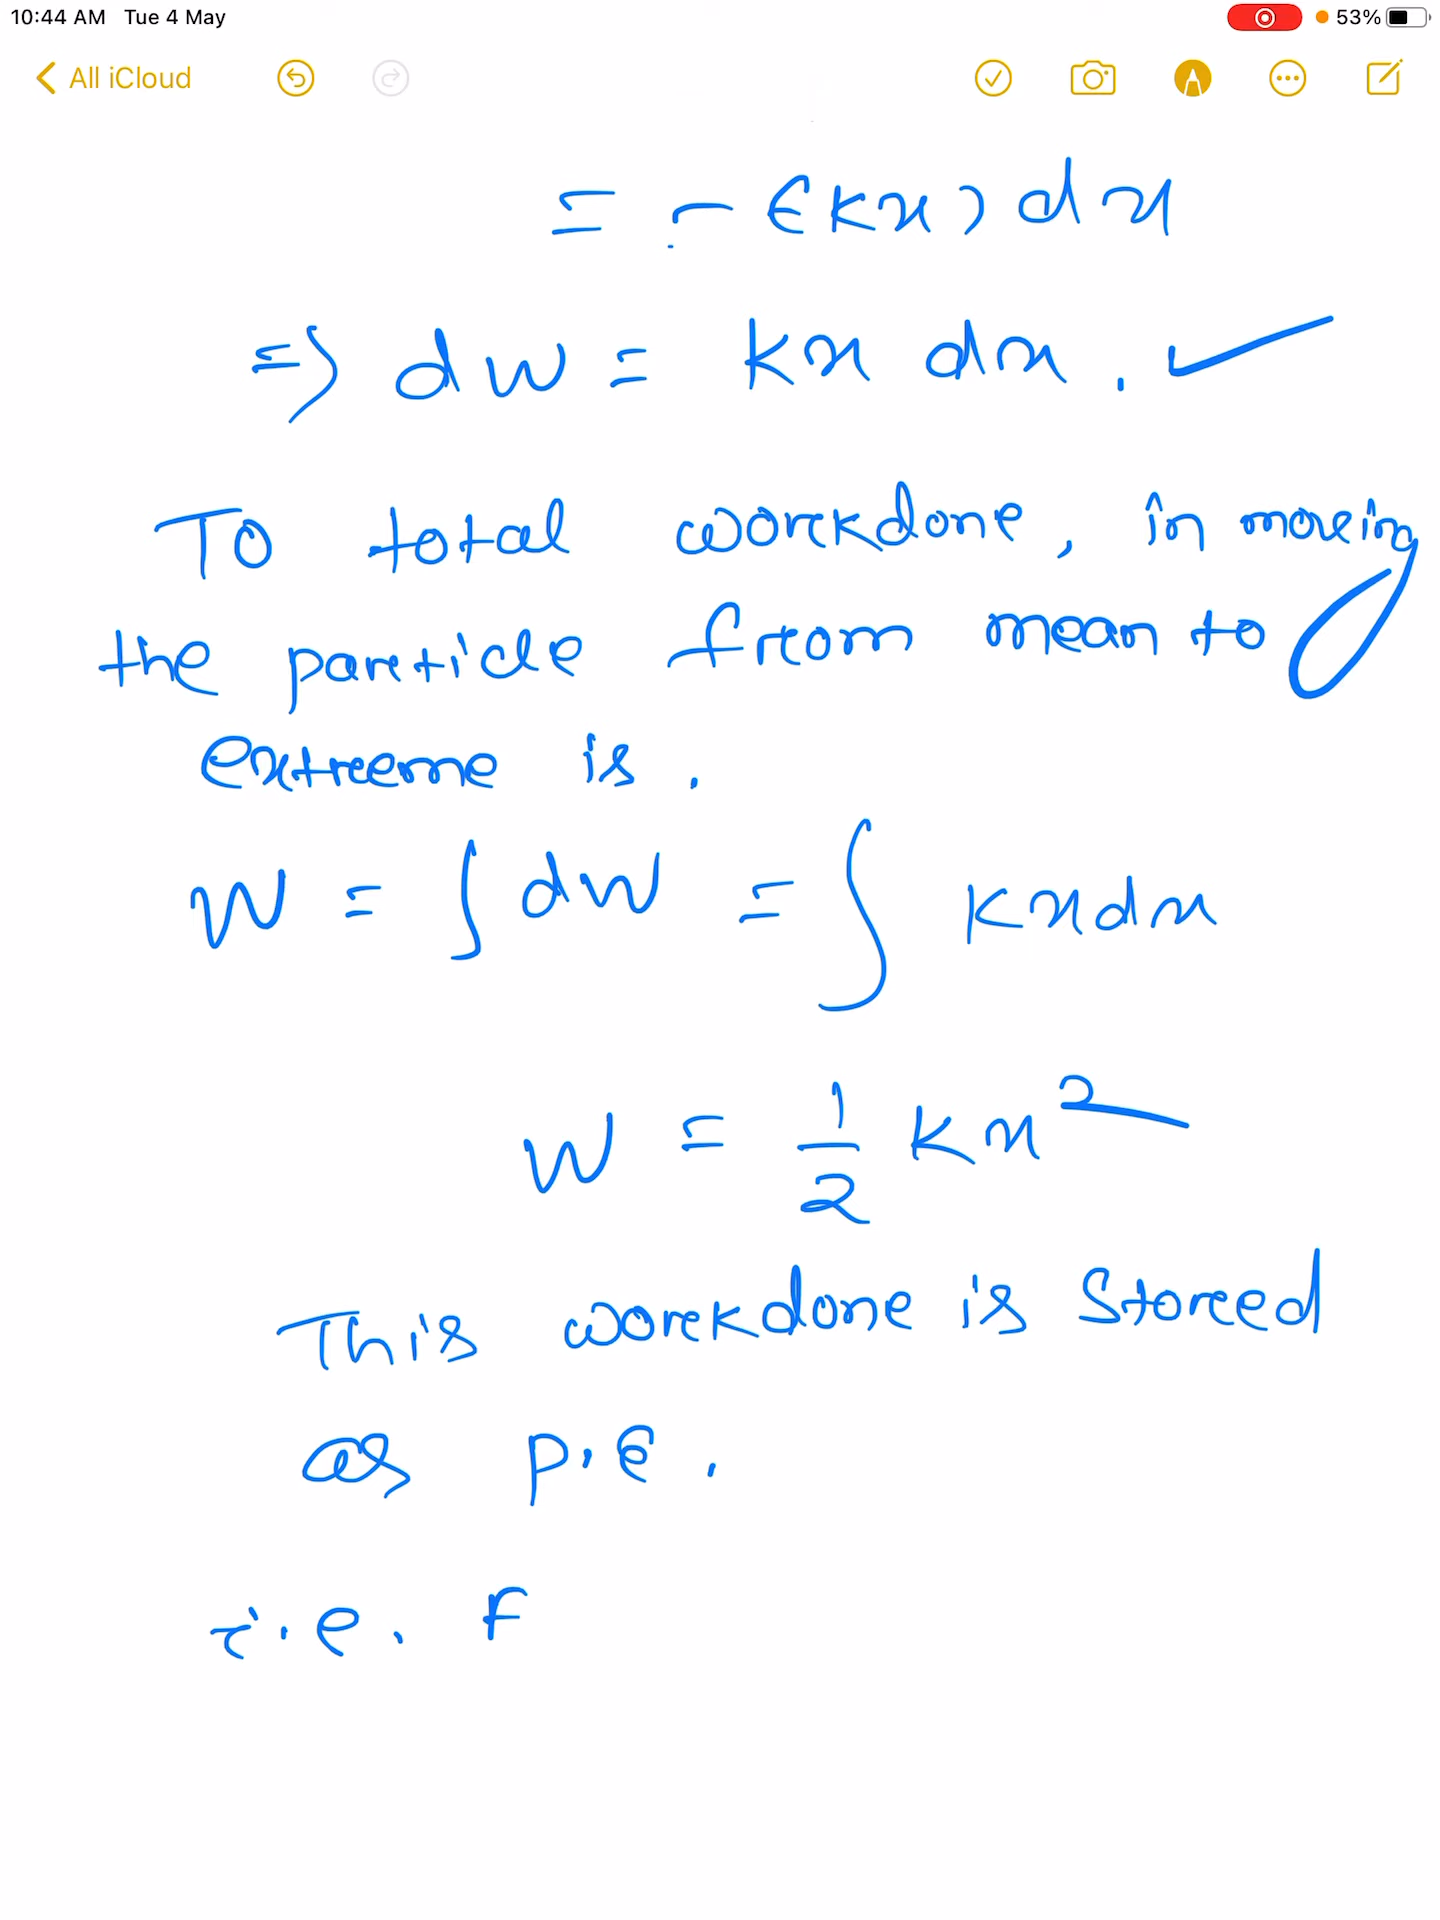 10:44 AM Tue 4 May 53%
All iCloud
= - (-kx) dx
=> dw = kx dx .
To total workdone, in moving
the particle from mean to
extreme is .
W = ∫ dW = ∫ kxdx
W = 1/2 kx²
This workdone is Stored
as P.E .
i.e. F